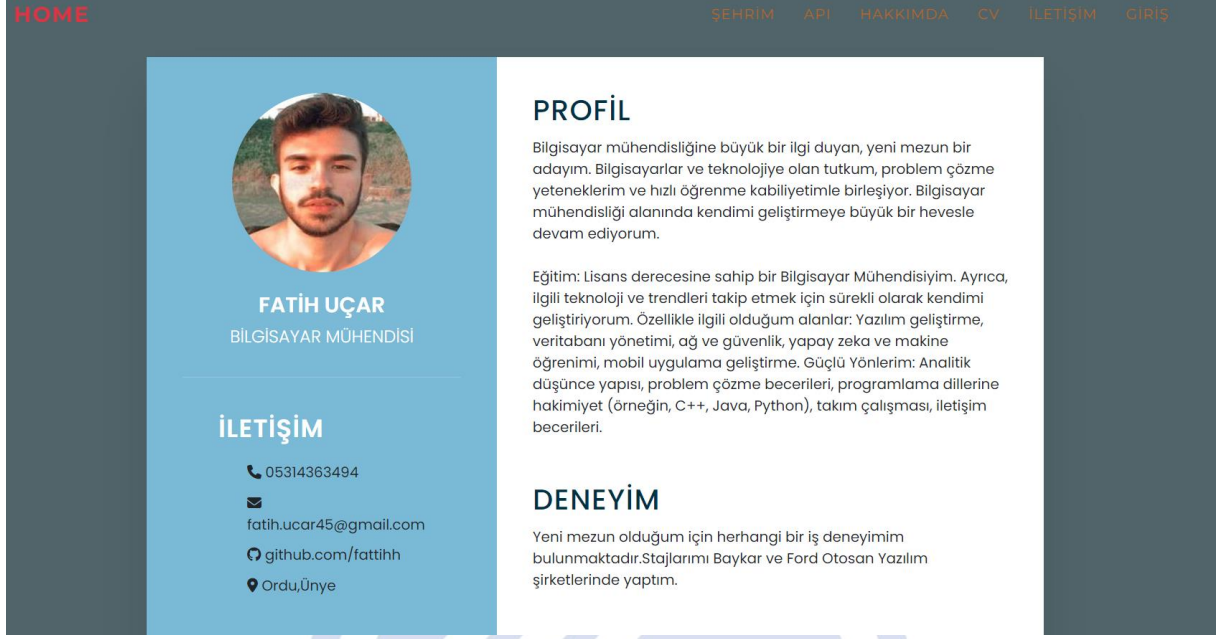 HOME
ŞEHRİM API HAKKIMDA CV İLETİŞİM GİRİŞ
FATİH UÇAR
BİLGİSAYAR MÜHENDİSİ
İLETİŞİM
05314363494
fatih.ucar45@gmail.com
github.com/fattihh
Ordu,Ünye
PROFİL
Bilgisayar mühendisliğine büyük bir ilgi duyan, yeni mezun bir
adayım. Bilgisayarlar ve teknolojiye olan tutkum, problem çözme
yeteneklerim ve hızlı öğrenme kabiliyetimle birleşiyor. Bilgisayar
mühendisliği alanında kendimi geliştirmeye büyük bir hevesle
devam ediyorum.
Eğitim: Lisans derecesine sahip bir Bilgisayar Mühendisiyim. Ayrıca,
ilgili teknoloji ve trendleri takip etmek için sürekli olarak kendimi
geliştiriyorum. Özellikle ilgili olduğum alanlar: Yazılım geliştirme,
veritabanı yönetimi, ağ ve güvenlik, yapay zeka ve makine
öğrenimi, mobil uygulama geliştirme. Güçlü Yönlerim: Analitik
düşünce yapısı, problem çözme becerileri, programlama dillerine
hakimiyet (örneğin, C++, Java, Python), takım çalışması, iletişim
becerileri.
DENEYİM
Yeni mezun olduğum için herhangi bir iş deneyimim
bulunmaktadır.Stajlarımı Baykar ve Ford Otosan Yazılım
şirketlerinde yaptım.